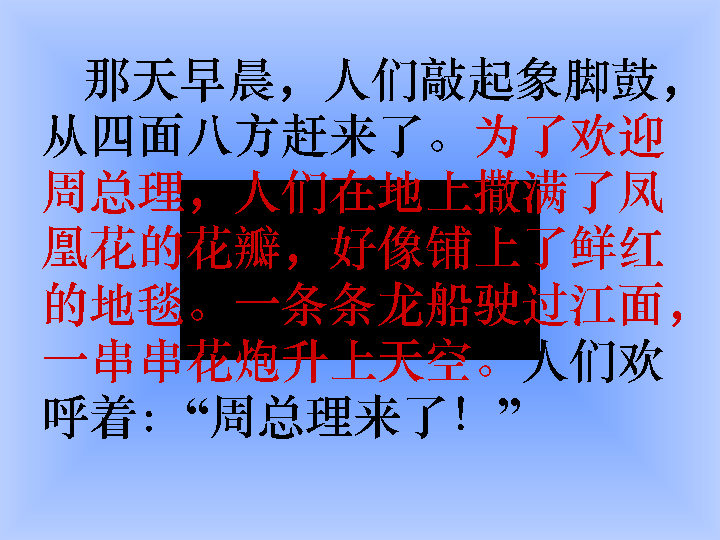 那天早晨，人们敲起象脚鼓，
从四面八方赶来了。为了欢迎
周总理，人们在地上撒满了凤
凰花的花瓣，好像铺上了鲜红
的地毯。一条条龙船驶过江面，
一串串花炮升上天空。人们欢
呼着：“周总理来了！”